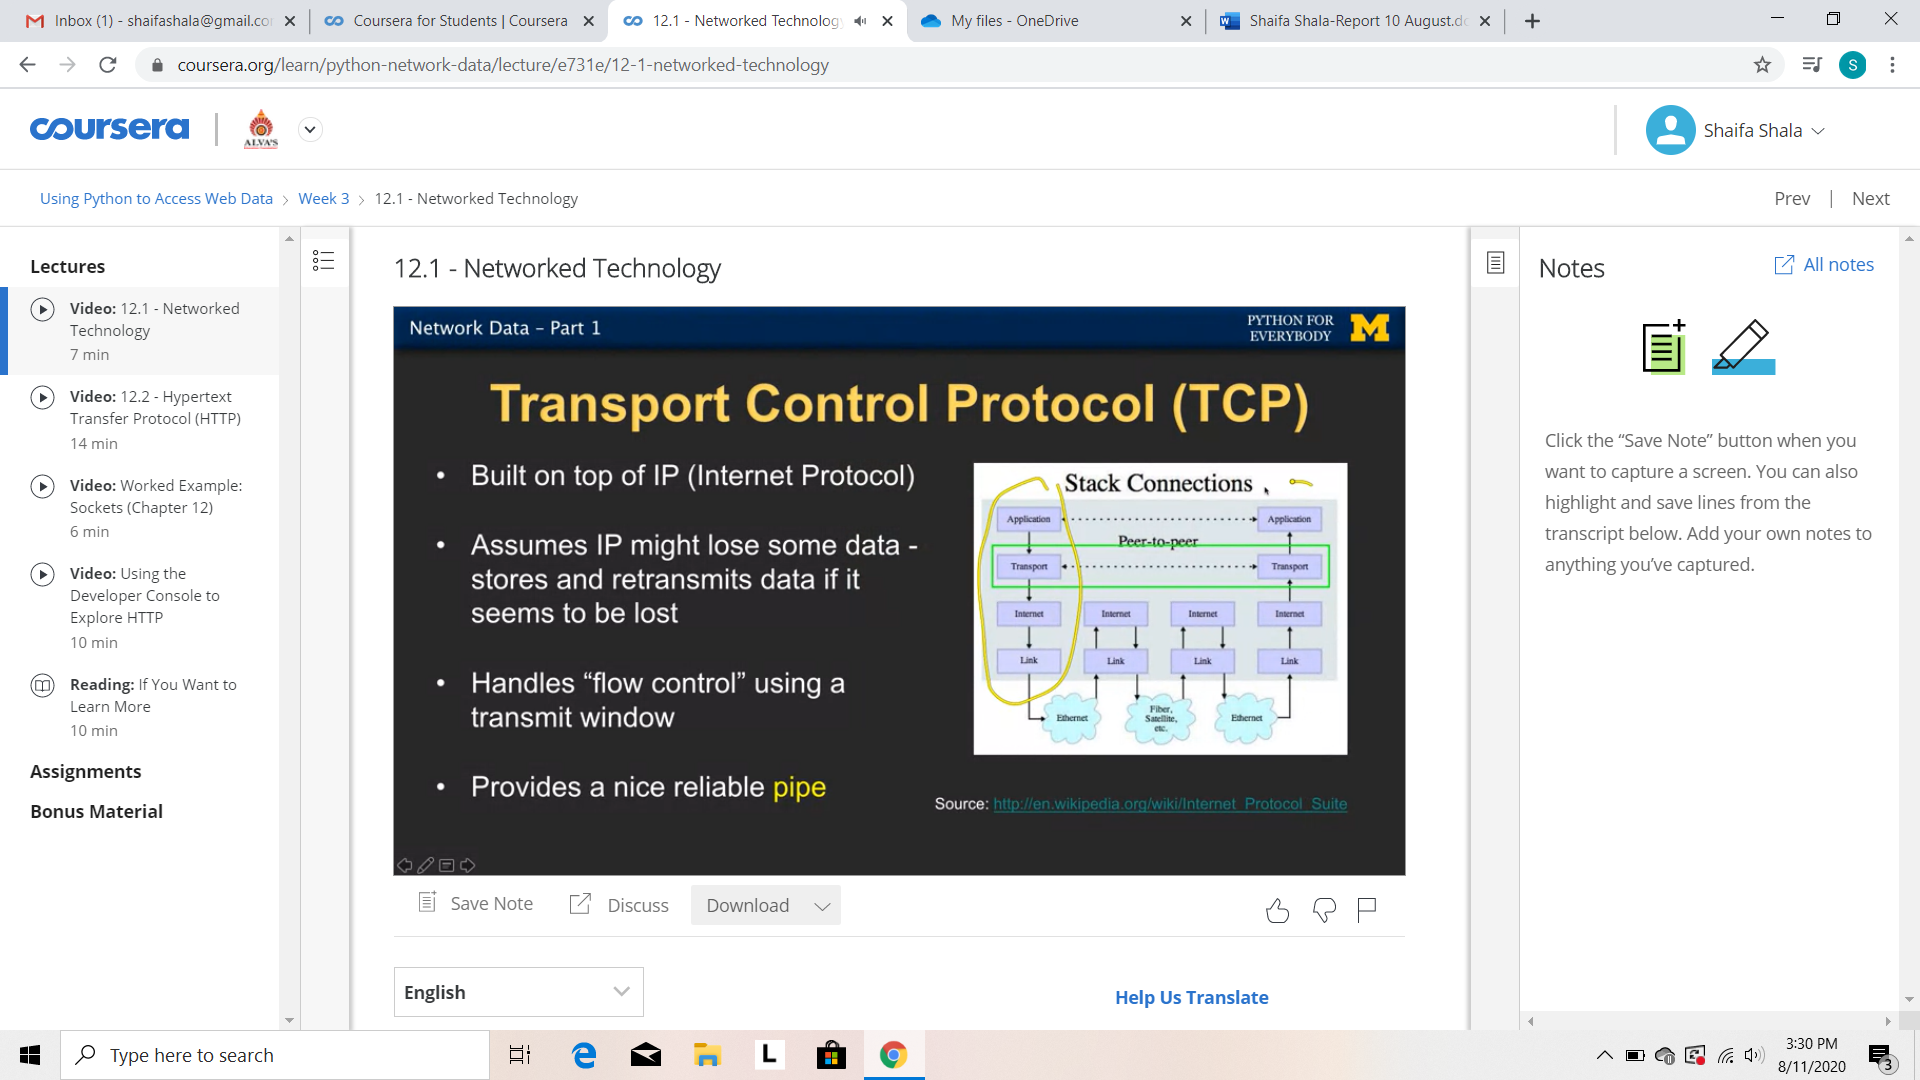 Inbox (1) - shaifashala@gmail.co
Coursera for Students | Coursera
12.1 - Networked Technology
My files - OneDrive
Shaifa Shala-Report 10 August.d
coursera.org/learn/python-network-data/lecture/e731e/12-1-networked-technology
S
coursera
ALVA'S
Shaifa Shala
Using Python to Access Web Data > Week 3 > 12.1 - Networked Technology
Prev | Next
Lectures
Video: 12.1 - Networked
Technology
7 min
Video: 12.2 - Hypertext
Transfer Protocol (HTTP)
14 min
Video: Worked Example:
Sockets (Chapter 12)
6 min
Video: Using the
Developer Console to
Explore HTTP
10 min
Reading: If You Want to
Learn More
10 min
Assignments
Bonus Material
12.1 - Networked Technology
Network Data – Part 1
PYTHON FOR
EVERYBODY
M
Transport Control Protocol (TCP)
• Built on top of IP (Internet Protocol)
• Assumes IP might lose some data -
stores and retransmits data if it
seems to be lost
• Handles “flow control” using a
transmit window
• Provides a nice reliable pipe
Stack Connections
Application Application
Peer-to-peer
Transport Transport
Internet Internet Internet Internet
Link Link Link Link
Ethernet
Fiber,
Satellite,
etc.
Ethernet
Source: http://en.wikipedia.org/wiki/Internet_Protocol_Suite
Save Note
Discuss
Download
English
Help Us Translate
Notes
All notes
Click the “Save Note” button when you
want to capture a screen. You can also
highlight and save lines from the
transcript below. Add your own notes to
anything you’ve captured.
Type here to search
L
3:30 PM
8/11/2020
3